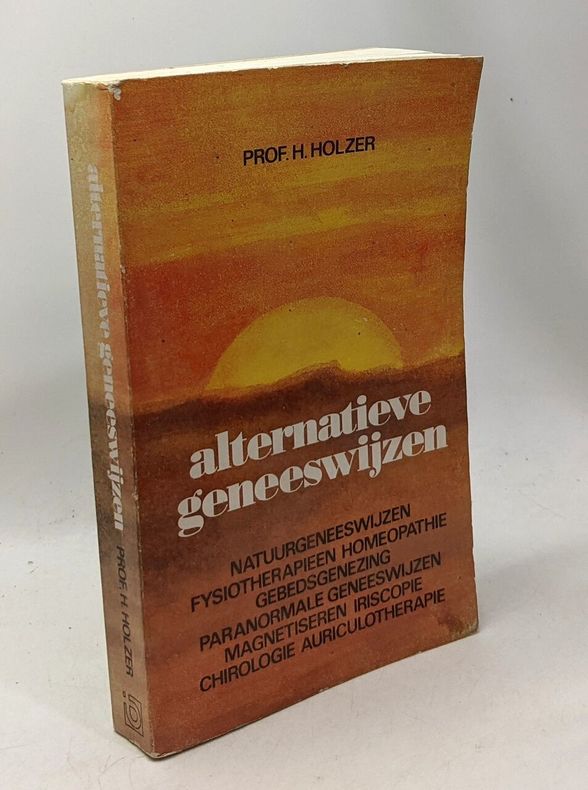 PROF. H. HOLZER
alternatieve
geneeswijzen
NATUURGENEESWIJZEN
FYSIOTHERAPIEEN HOMEOPATHIE
GEBEDSGENEZING
PARANORMALE GENEESWIJZEN
MAGNETISEREN IRISCOPIE
CHIROLOGIE AURICULOTHERAPIE
alternatieve geneeswijzen PROF. H. HOLZER